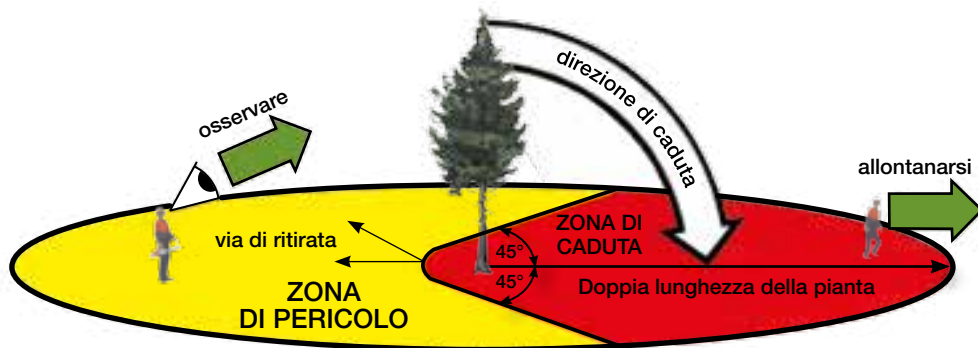 osservare
direzione di caduta
allontanarsi
via di ritirata
45°
45°
ZONA DI
CADUTA
ZONA
DI PERICOLO
Doppia lunghezza della pianta